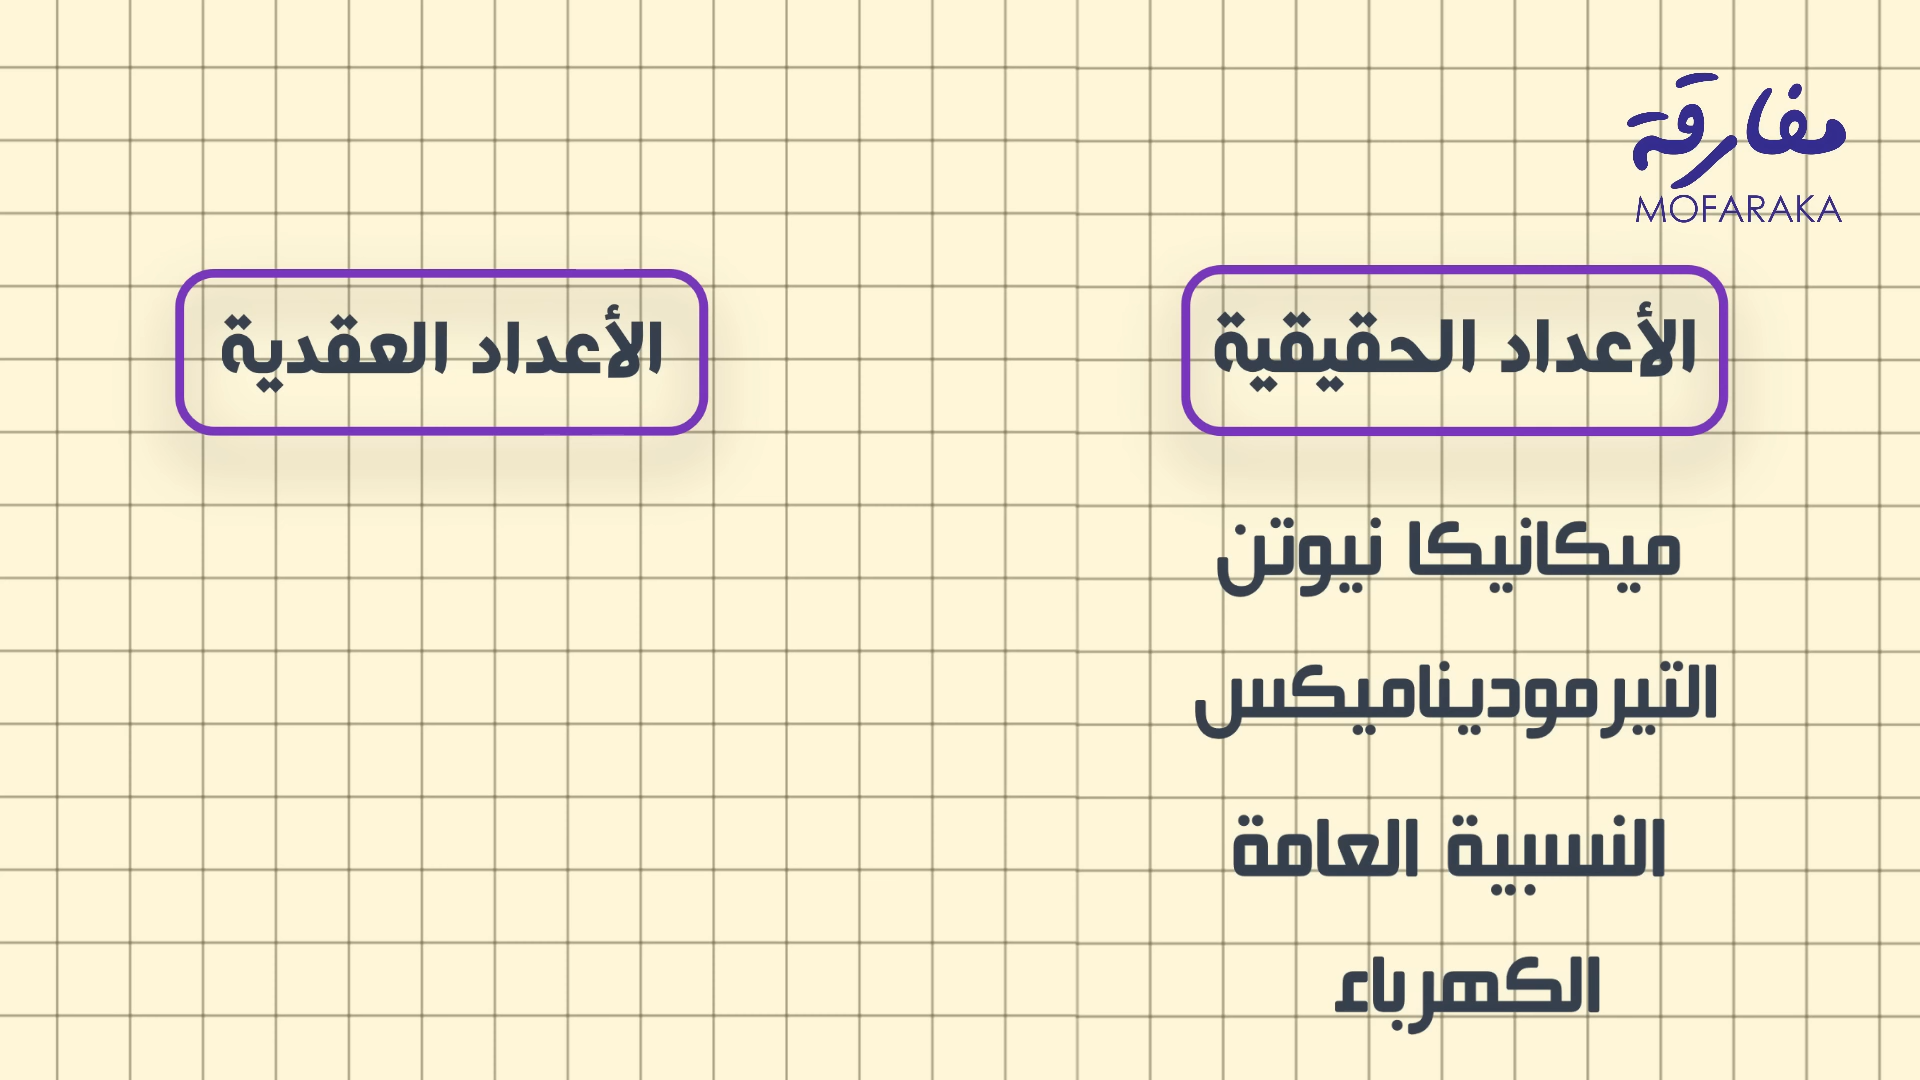 مفارقة
MOFARAKA
الأعداد الحقيقية
الأعداد العقدية
ميكانيكا نيوتن
التيرموديناميكس
النسبية العامة
الكهرباء